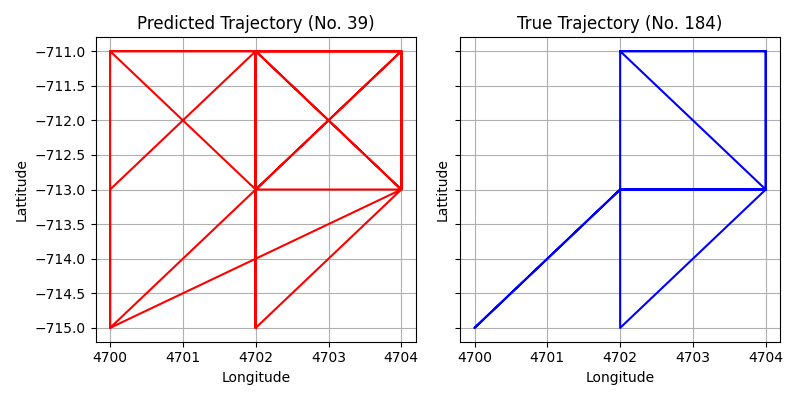 Predicted Trajectory (No. 39)
Lattitude
−711.0
−711.5
−712.0
−712.5
−713.0
−713.5
−714.0
−714.5
−715.0
4700 4701 4702 4703 4704
Longitude
True Trajectory (No. 184)
Lattitude
4700 4701 4702 4703 4704
Longitude